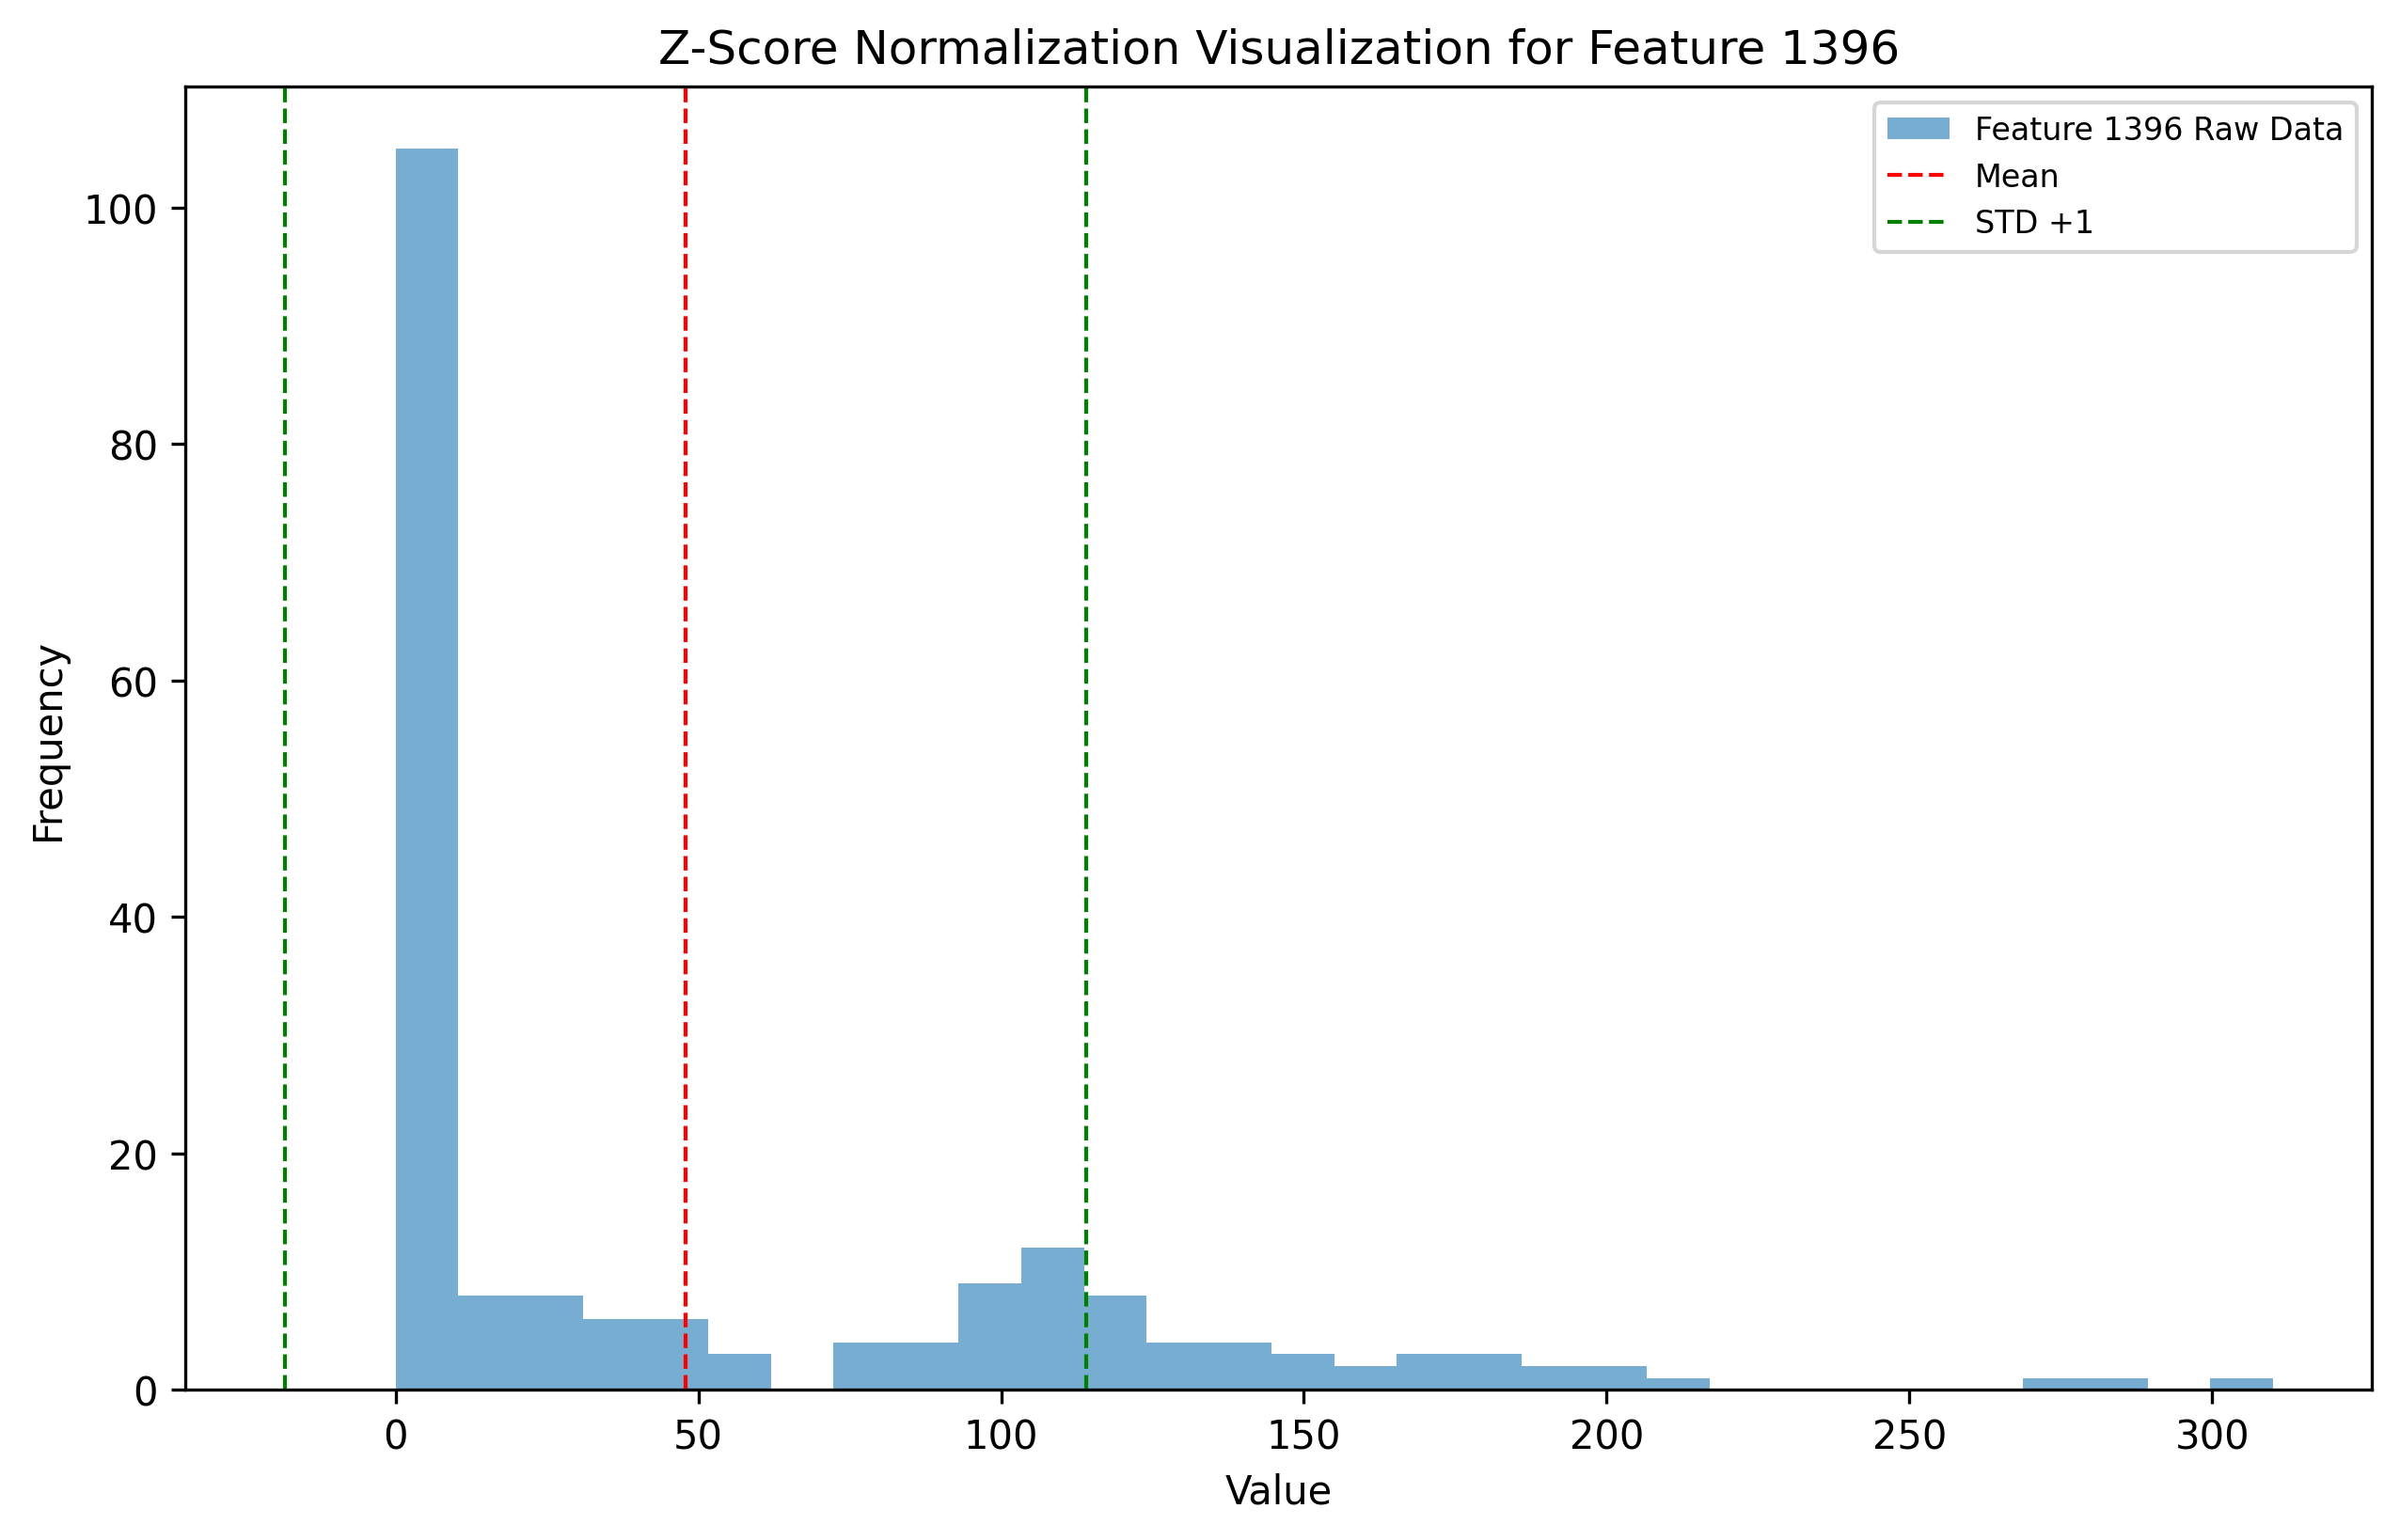 Z-Score Normalization Visualization for Feature 1396
Feature 1396 Raw Data
Mean
STD +1
Frequency
100
80
60
40
20
0
0 50 100 150 200 250 300
Value